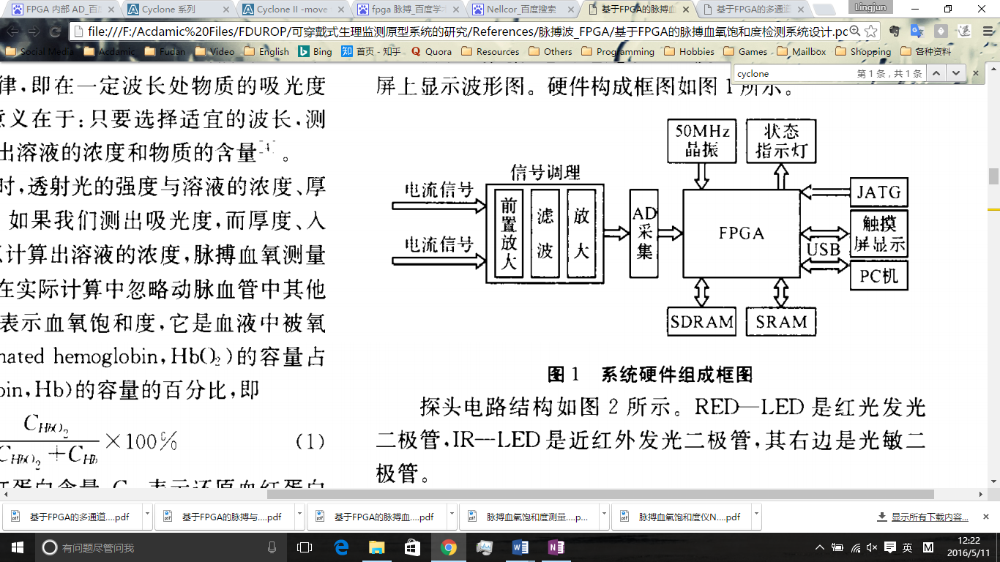 FPGA 内部 AD_百
Cyclone 系列
Cyclone II -move
fpga 脉搏_百度学
Nellcor_百度搜索
基于FPGA的脉搏血
基于FPGA的多通道
Lingjun
file:///F:/Acdamic%20Files/FDUROP/可穿戴式生理监测原型系统的研究/References/脉搏波_FPGA/基于FPGA的脉搏血氧饱和度检测系统设计.pd
Social Media
Acdamic
Fudan
Video
English
Bing
首页 - 知乎
Quora
Resources
Others
Programming
Hobbies
Games
Mailbox
Shopping
各种资料
cyclone
第 1 条，共 1 条
律,即在一定波长处物质的吸光度
意义在于:只要选择适宜的波长,测
出溶液的浓度和物质的含量
时,透射光的强度与溶液的浓度、厚
如果我们测出吸光度,而厚度、入
计算出溶液的浓度,脉搏血氧测量
在实际计算中忽略动脉血管中其他
表示血氧饱和度,它是血液中被氧
nated hemoglobin,HbO₂)的容量占
bin,Hb)的容量的百分比,即
C_HbO₂
C_HbO₂ + C_Hb
×100% (1)
红蛋白含量 C 表示还原血红蛋白
屏上显示波形图。硬件构成框图如图 1 所示。
50MHz
晶振
状态
指示灯
信号调理
电流信号
电流信号
前置放大
滤波
放大
AD采集
FPGA
JATG
触摸
屏显示
USB
PC机
SDRAM
SRAM
图 1 系统硬件组成框图
探头电路结构如图 2 所示。RED—LED 是红光发光
二极管,IR—LED是近红外发光二极管,其右边是光敏二
极管。
基于FPGA的多通道....pdf
基于FPGA的脉搏与....pdf
基于FPGA的脉搏血....pdf
脉搏血氧饱和度测量....p...
脉搏血氧饱和度仪N....pdf
显示所有下载内容...
有问题尽管问我
英
M
12:22
2016/5/11